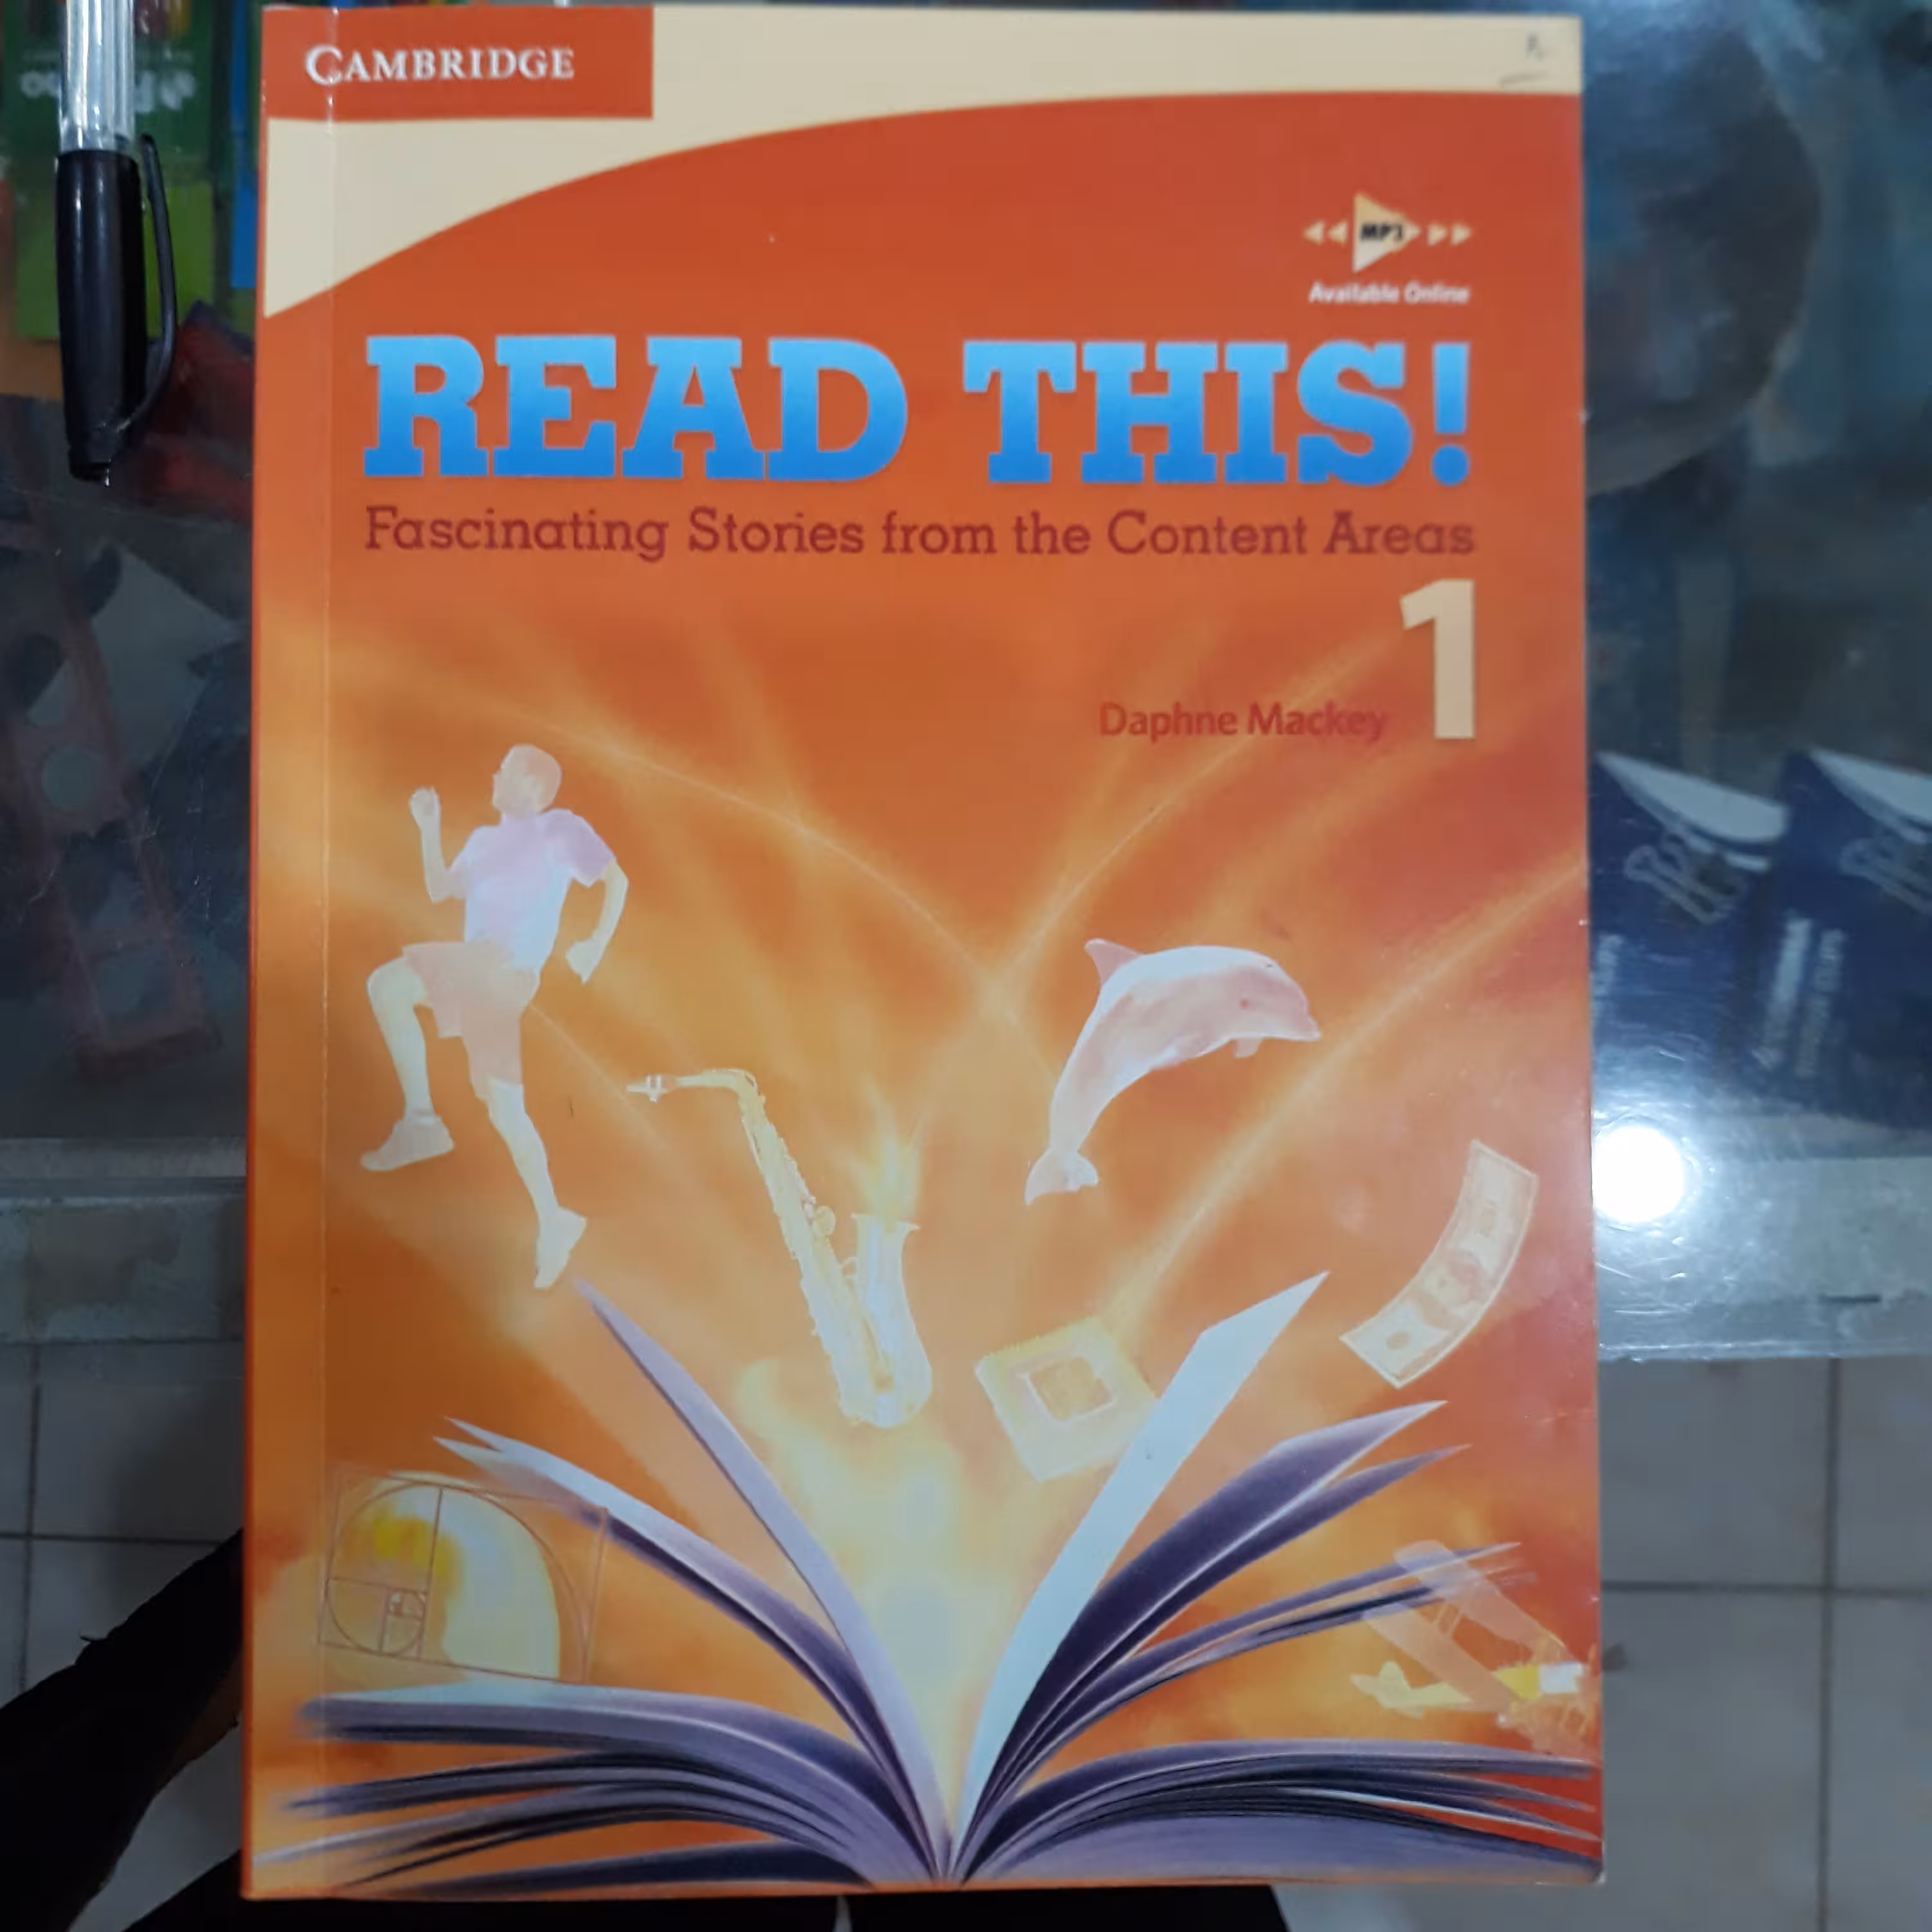 CAMBRIDGE
MP3
Available Online
READ THIS!
Fascinating Stories from the Content Areas
1
Daphne Mackey